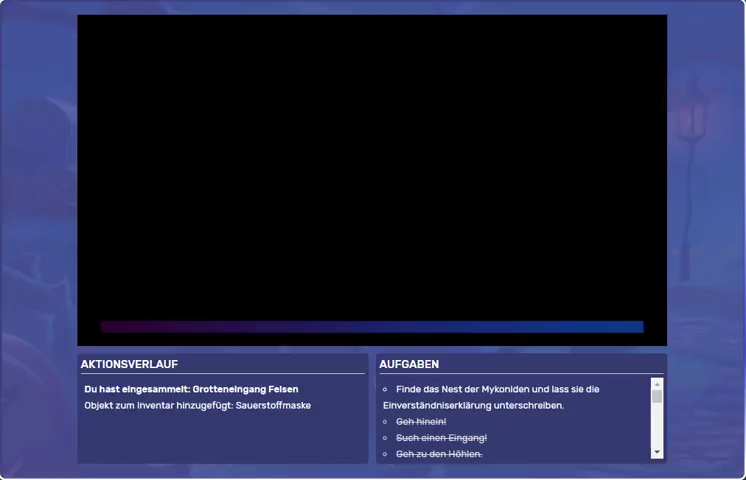 AKTIONSVERLAUF
Du hast eingesammelt: Grotteneingang Felsen
Objekt zum Inventar hinzugefügt: Sauerstoffmaske
AUFGABEN
Finde das Nest der Mykoniden und lass sie die
Einverständniserklärung unterschreiben.
Geh hinein!
Such einen Eingang!
Geh zu den Höhlen.